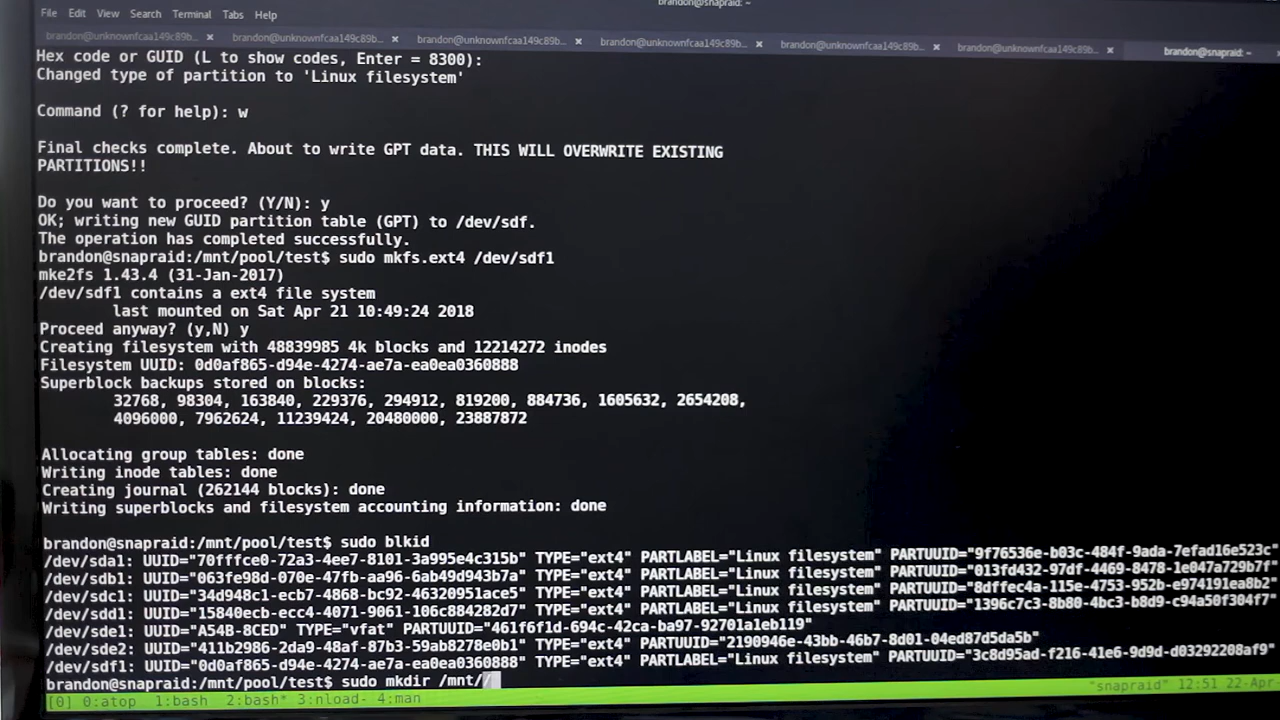 brandon@snapraid: ~
File Edit View Search Terminal Tabs Help
brandon@unknownfcaa149c89b... × brandon@unknownfcaa149c89b... × brandon@unknownfcaa149c89b... × brandon@unknownfcaa149c89b... × brandon@unknownfcaa149c89b... × brandon@unknownfcaa149c89b... × brandon@snapraid: ~
Hex code or GUID (L to show codes, Enter = 8300):
Changed type of partition to 'Linux filesystem'
Command (? for help): w
Final checks complete. About to write GPT data. THIS WILL OVERWRITE EXISTING
PARTITIONS!!
Do you want to proceed? (Y/N): y
OK; writing new GUID partition table (GPT) to /dev/sdf.
The operation has completed successfully.
brandon@snapraid:/mnt/pool/test$ sudo mkfs.ext4 /dev/sdf1
mke2fs 1.43.4 (31-Jan-2017)
/dev/sdf1 contains a ext4 file system
last mounted on Sat Apr 21 10:49:24 2018
Proceed anyway? (y,N) y
Creating filesystem with 48839985 4k blocks and 12214272 inodes
Filesystem UUID: 0d0af865-d94e-4274-ae7a-ea0ea0360888
Superblock backups stored on blocks:
32768, 98304, 163840, 229376, 294912, 819200, 884736, 1605632, 2654208,
4096000, 7962624, 11239424, 20480000, 23887872
Allocating group tables: done
Writing inode tables: done
Creating journal (262144 blocks): done
Writing superblocks and filesystem accounting information: done
brandon@snapraid:/mnt/pool/test$ sudo blkid
/dev/sda1: UUID="70fffce0-72a3-4ee7-8101-3a995e4c315b" TYPE="ext4" PARTLABEL="Linux filesystem" PARTUUID="9f76536e-b03c-484f-9ada-7efad16e523c"
/dev/sdb1: UUID="063fe98d-070e-47fb-aa96-6ab49d943b7a" TYPE="ext4" PARTLABEL="Linux filesystem" PARTUUID="013fd432-97df-4469-8478-1e047a729b7f"
/dev/sdc1: UUID="34d948c1-ecb7-4868-bc92-46320951ace5" TYPE="ext4" PARTLABEL="Linux filesystem" PARTUUID="8dffec4a-115e-4753-952b-e974191ea8b2"
/dev/sdd1: UUID="15840ecb-ecc4-4071-9061-106c884282d7" TYPE="ext4" PARTLABEL="Linux filesystem" PARTUUID="1396c7c3-8b80-4bc3-b8d9-c94a50f304f7"
/dev/sde1: UUID="A54B-8CED" TYPE="vfat" PARTUUID="461f6f1d-694c-42ca-ba97-92701a1eb119"
/dev/sde2: UUID="411b2986-2da9-48af-87b3-59ab8278e0b1" TYPE="ext4" PARTUUID="2190946e-43bb-46b7-8d01-04ed87d5da5b"
/dev/sdf1: UUID="0d0af865-d94e-4274-ae7a-ea0ea0360888" TYPE="ext4" PARTLABEL="Linux filesystem" PARTUUID="3c8d95ad-f216-41e6-9d9d-d03292208af9"
brandon@snapraid:/mnt/pool/test$ sudo mkdir /mnt//
[0] 0:atop 1:bash 2:bash* 3:nload- 4:man "snapraid" 12:51 22-Apr-